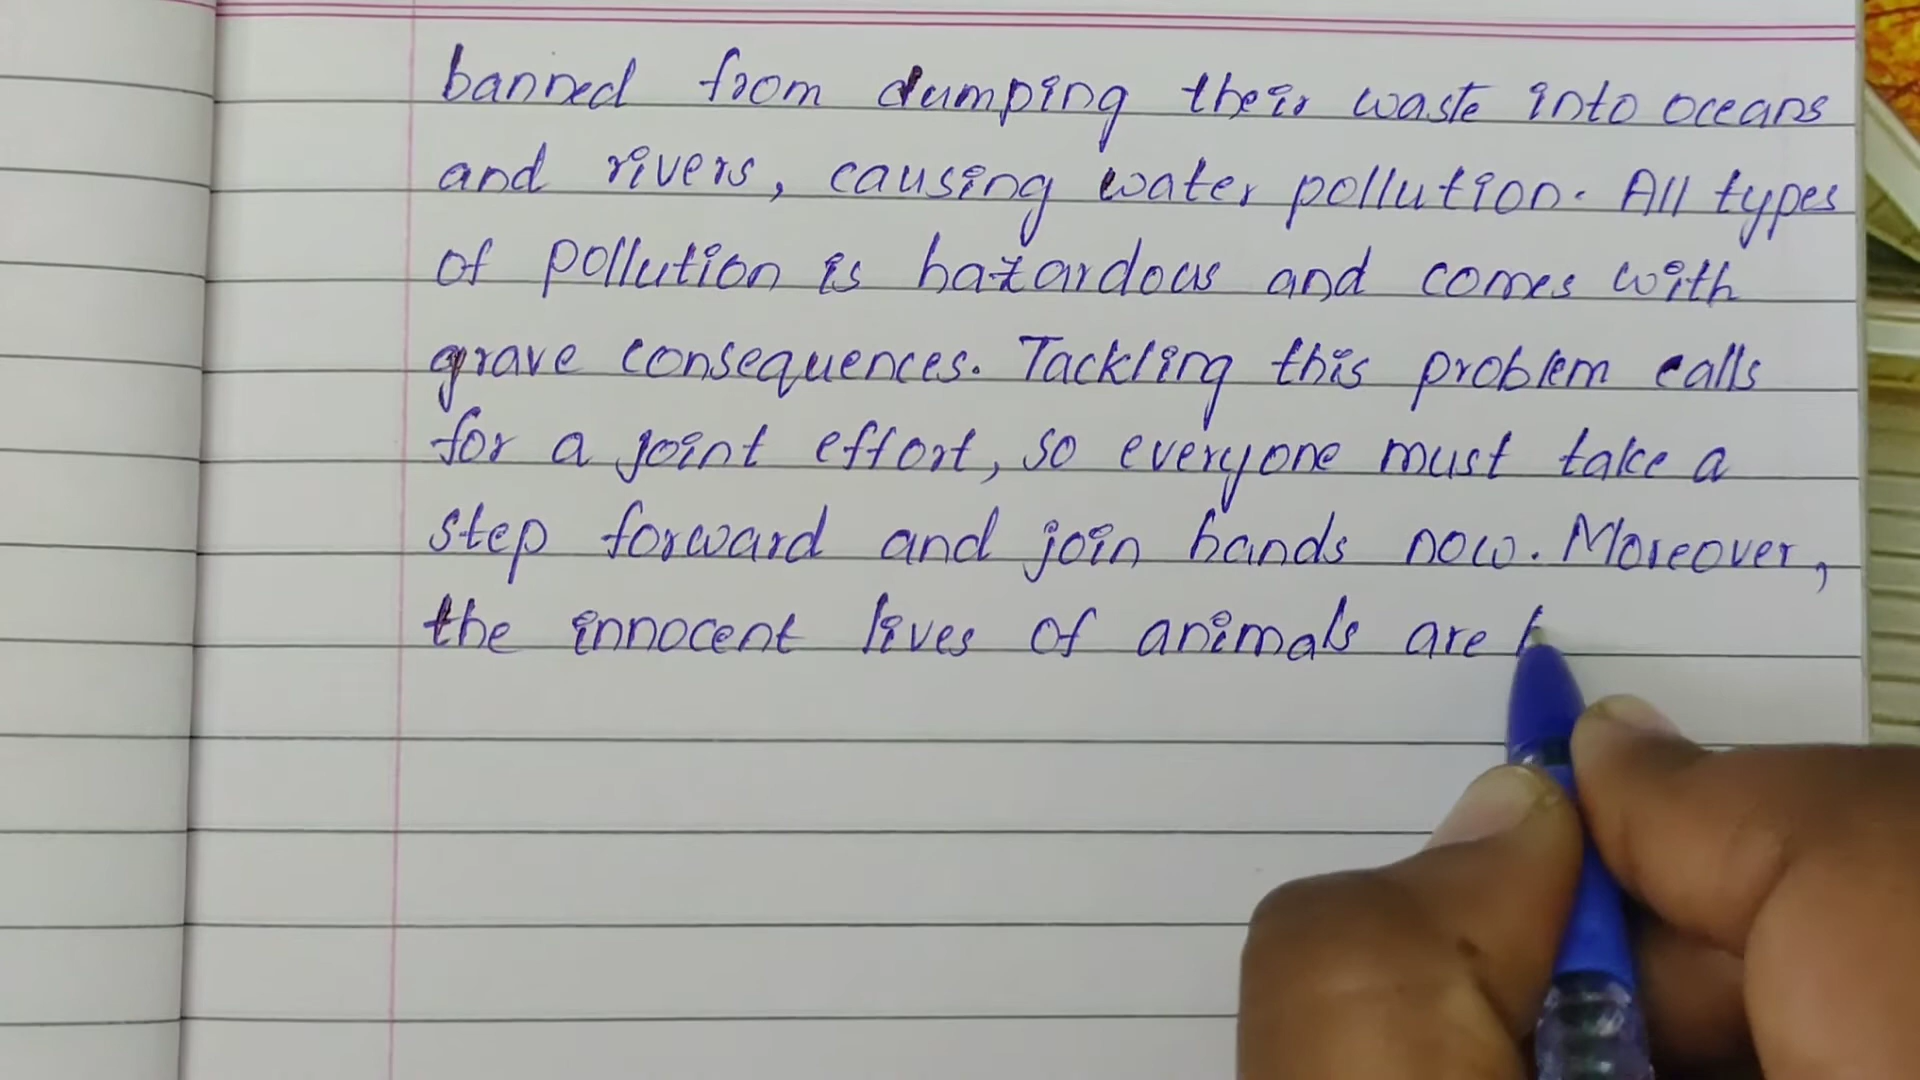 banned from dumping their waste into oceans
and rivers, causing water pollution. All types
of pollution is hazardous and comes with
grave consequences. Tackling this problem calls
for a joint effort, so everyone must take a
step forward and join hands now. Moreover,
the innocent lives of animals are